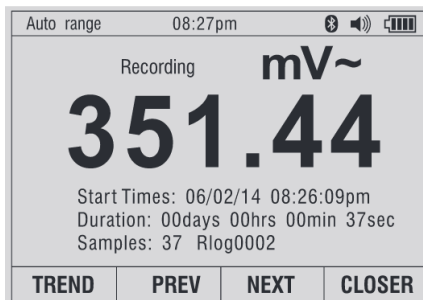 Auto range 08:27pm
Recording mV~
351.44
Start Times: 06/02/14 08:26:09pm
Duration: 00days 00hrs 00min 37sec
Samples: 37 Rlog0002
TREND PREV NEXT CLOSER